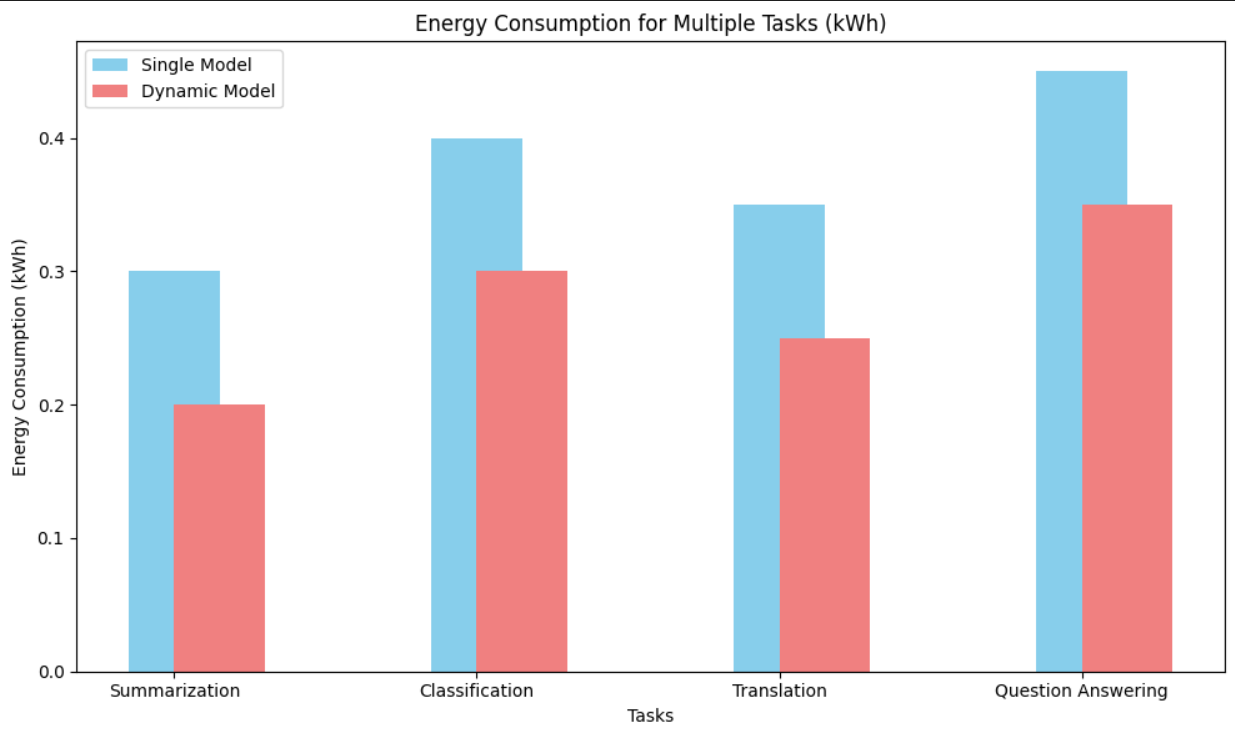 Energy Consumption for Multiple Tasks (kWh)
Single Model
Dynamic Model
Energy Consumption (kWh)
0.4
0.3
0.2
0.1
0.0
Summarization
Classification
Translation
Question Answering
Tasks